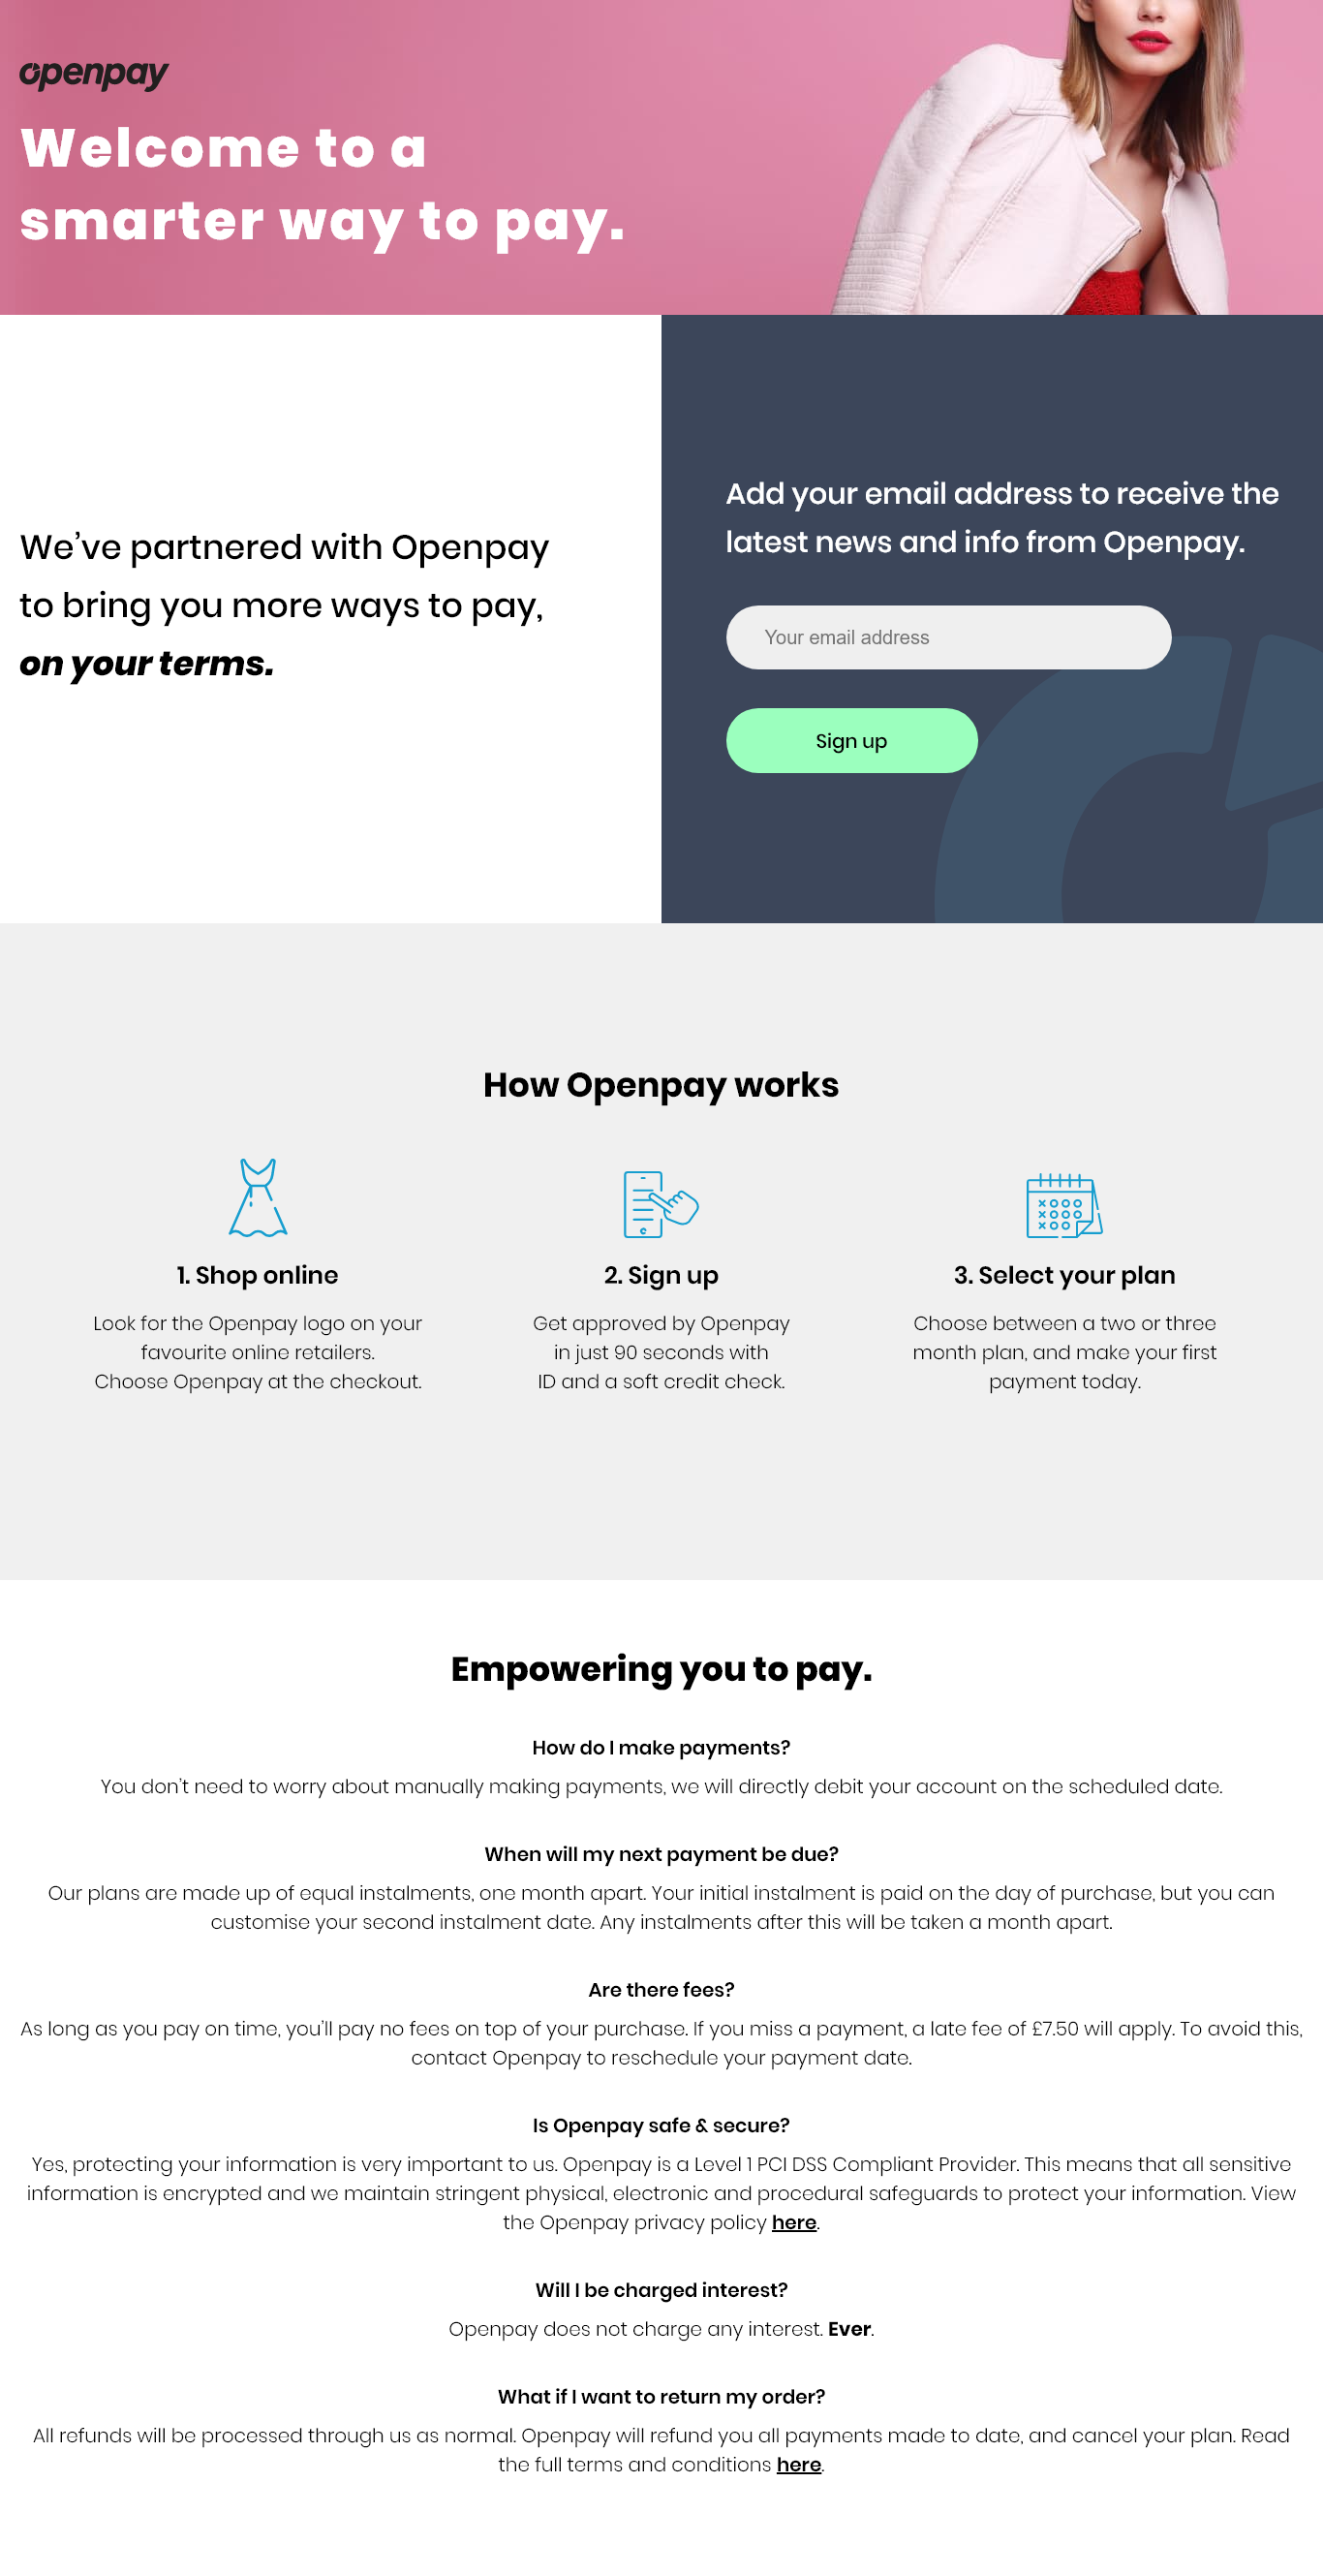 openpay
Welcome to a
smarter way to pay.
We’ve partnered with Openpay
to bring you more ways to pay,
on your terms.
Add your email address to receive the
latest news and info from Openpay.
Your email address
Sign up
How Openpay works
1. Shop online
Look for the Openpay logo on your
favourite online retailers.
Choose Openpay at the checkout.
2. Sign up
Get approved by Openpay
in just 90 seconds with
ID and a soft credit check.
3. Select your plan
Choose between a two or three
month plan, and make your first
payment today.
Empowering you to pay.
How do I make payments?
You don’t need to worry about manually making payments, we will directly debit your account on the scheduled date.
When will my next payment be due?
Our plans are made up of equal instalments, one month apart. Your initial instalment is paid on the day of purchase, but you can
customise your second instalment date. Any instalments after this will be taken a month apart.
Are there fees?
As long as you pay on time, you’ll pay no fees on top of your purchase. If you miss a payment, a late fee of £7.50 will apply. To avoid this,
contact Openpay to reschedule your payment date.
Is Openpay safe & secure?
Yes, protecting your information is very important to us. Openpay is a Level 1 PCI DSS Compliant Provider. This means that all sensitive
information is encrypted and we maintain stringent physical, electronic and procedural safeguards to protect your information. View
the Openpay privacy policy here.
Will I be charged interest?
Openpay does not charge any interest. Ever.
What if I want to return my order?
All refunds will be processed through us as normal. Openpay will refund you all payments made to date, and cancel your plan. Read
the full terms and conditions here.